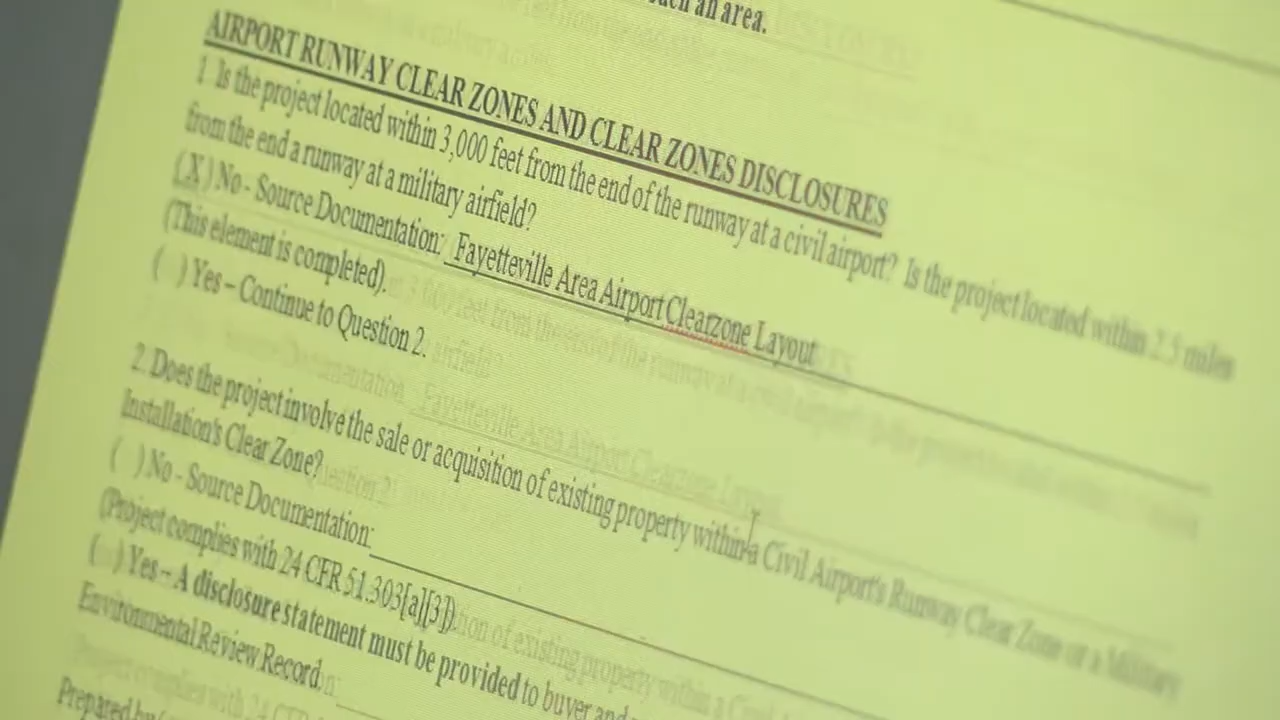 such an area.
AIRPORT RUNWAY CLEAR ZONES AND CLEAR ZONES DISCLOSURES
1 Is the project located within 3,000 feet from the end of the runway at a civil airport? Is the project located within 2.5 miles
from the end a runway at a military airfield?
(X) No - Source Documentation: Fayetteville Area Airport Clearzone Layout
(This element is completed).
( ) Yes – Continue to Question 2.
2. Does the project involve the sale or acquisition of existing property within a Civil Airport's Runway Clear Zone or a Military
Installation's Clear Zone?
( ) No - Source Documentation:
(Project complies with 24 CFR 51.303[a][3])
( ) Yes – A disclosure statement must be provided to buyer and
Environmental Review Record
Prepared by